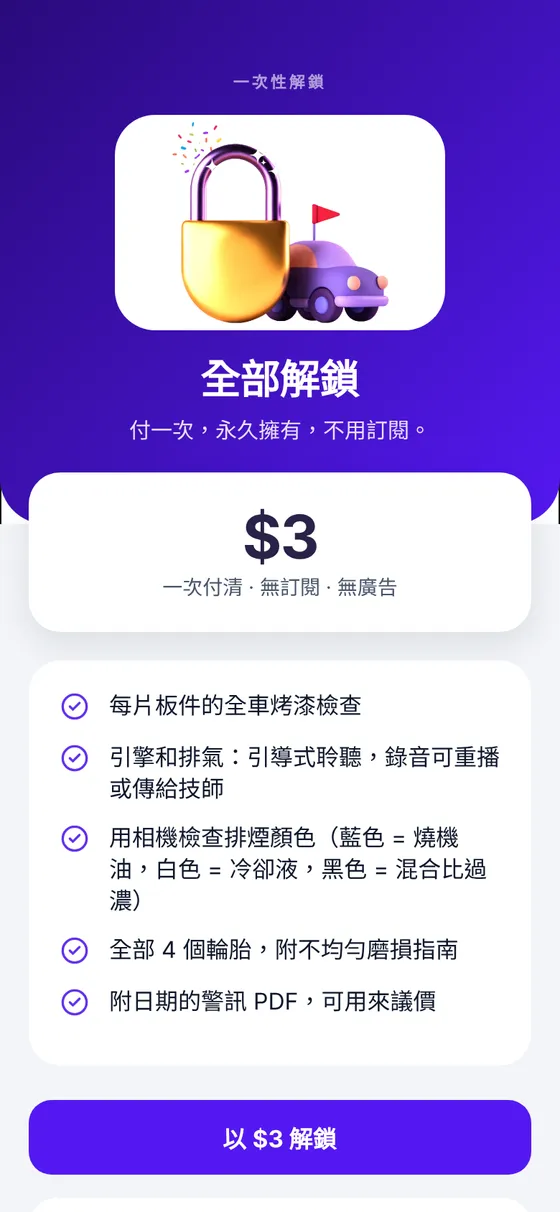 一次性解鎖
全部解鎖
付一次，永久擁有，不用訂閱。
$3
一次付清 · 無訂閱 · 無廣告
每片板件的全車烤漆檢查
引擎和排氣：引導式聆聽，錄音可重播
或傳給技師
用相機檢查排煙顏色（藍色 = 燒機
油，白色 = 冷卻液，黑色 = 混合比過
濃）
全部 4 個輪胎，附不均勻磨損指南
附日期的警訊 PDF，可用來議價
以 $3 解鎖